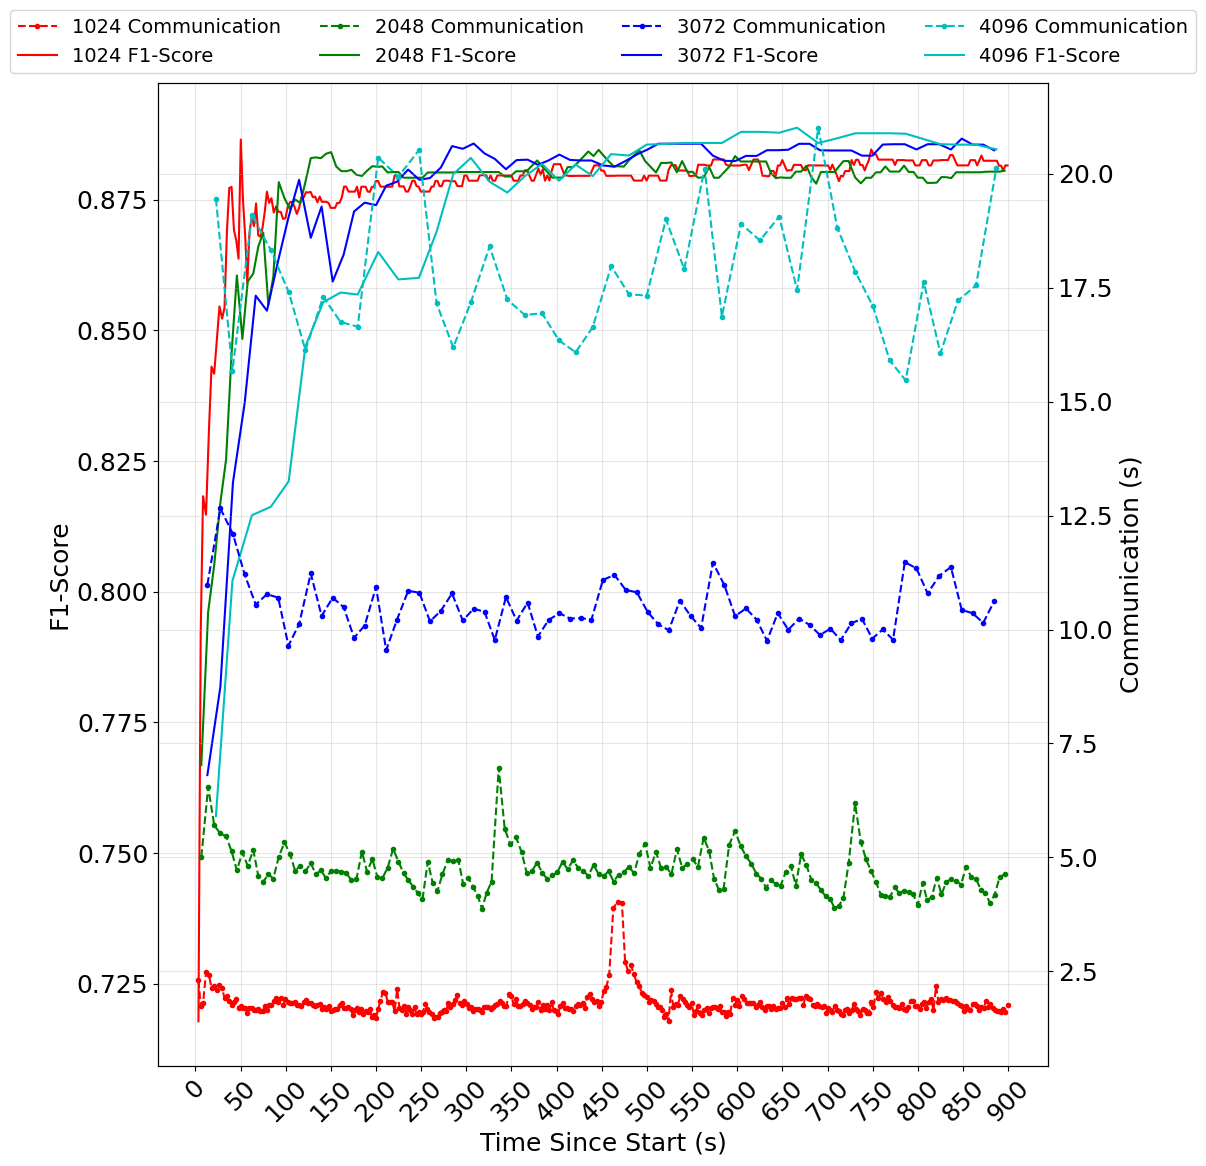 1024 Communication 2048 Communication 3072 Communication 4096 Communication
1024 F1-Score 2048 F1-Score 3072 F1-Score 4096 F1-Score
0.875
0.850
0.825
0.800
0.775
0.750
0.725
F1-Score
20.0
17.5
15.0
12.5
10.0
7.5
5.0
2.5
Communication (s)
0 50 100 150 200 250 300 350 400 450 500 550 600 650 700 750 800 850 900
Time Since Start (s)